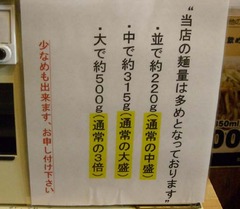 “当店の麺量は多めとなっております”
・並で約220g(通常の中盛)
・中で約315g(通常の大盛)
・大で約500g(通常の3倍)
少なめも出来ます、お申し付け下さい